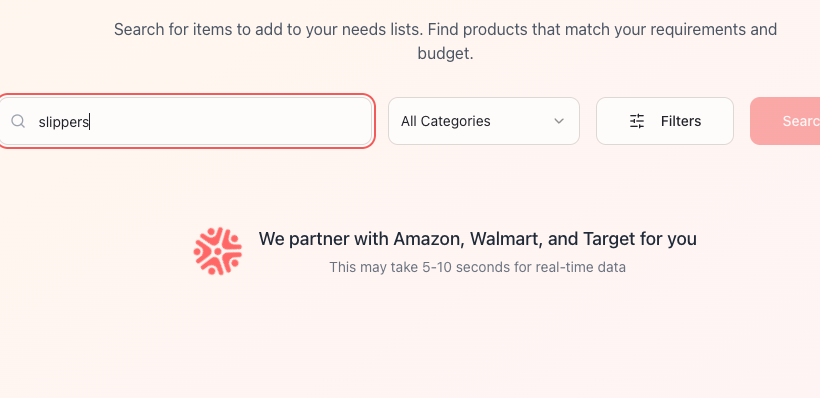 Search for items to add to your needs lists. Find products that match your requirements and
budget.
slippers
All Categories
Filters
Searc
We partner with Amazon, Walmart, and Target for you
This may take 5-10 seconds for real-time data